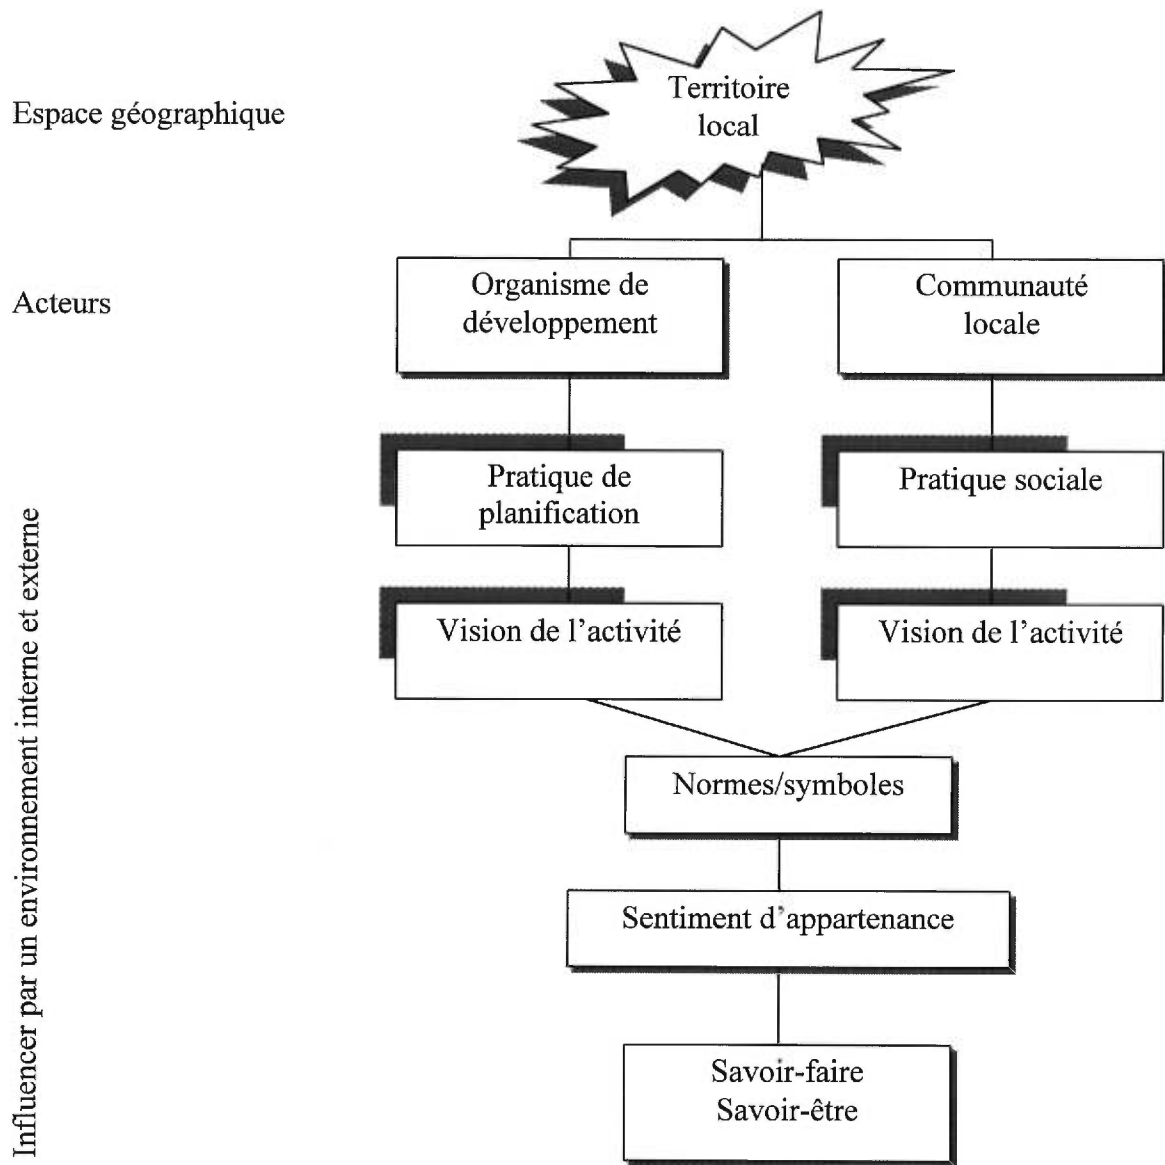 Espace géographique
Territoire
local
Acteurs
Organisme de
développement
Communauté
locale
Pratique de
planification
Pratique sociale
Vision de l'activité
Vision de l'activité
Influencer par un environnement interne et externe
Normes/symboles
Sentiment d'appartenance
Savoir-faire
Savoir-être